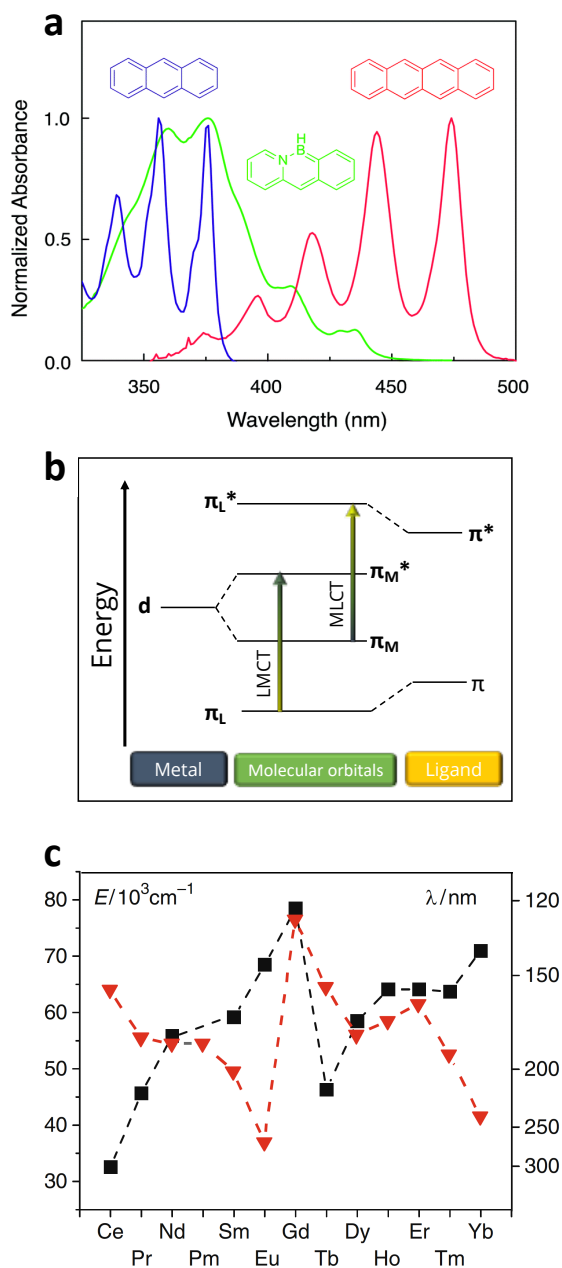 a
H
B
N
1.0
0.5
0.0
Normalized Absorbance
350
400
450
500
Wavelength (nm)
b
Energy
πL*
π*
d
πM*
MLCT
πM
LMCT
π
πL
Metal
Molecular orbitals
Ligand
c
E/10³cm⁻¹
λ/nm
80
70
60
50
40
30
120
150
200
250
300
Ce Nd Sm Gd Dy Er Yb
Pr Pm Eu Tb Ho Tm